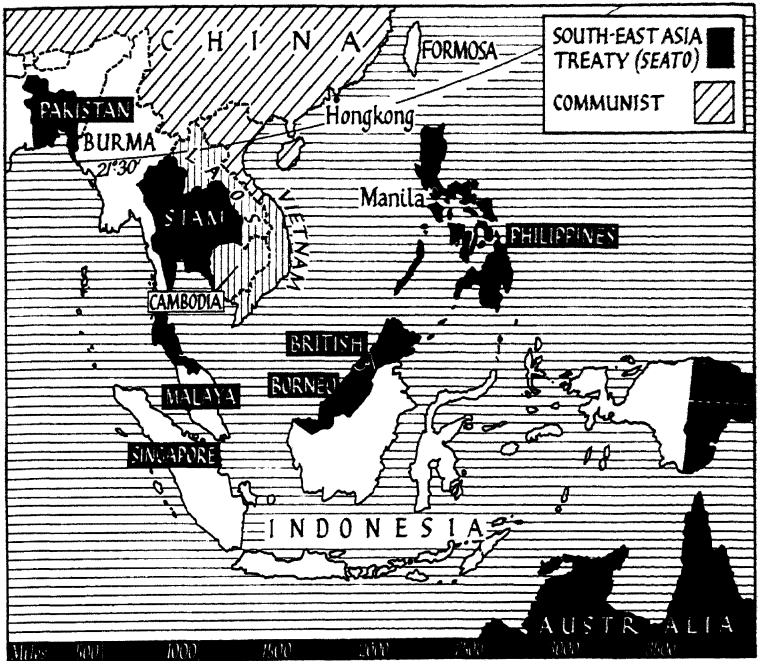 CHINA
FORMOSA
SOUTH-EAST ASIA
TREATY (SEATO)
COMMUNIST
PAKISTAN
BURMA
21°30'
Hongkong
LAOS
SIAM
VIETNAM
Manila
PHILIPPINES
CAMBODIA
BRITISH
BORNEO
MALAYA
SINGAPORE
INDONESIA
AUSTRALIA
Miles 500 1000 1500 2000 2500 3000 3500